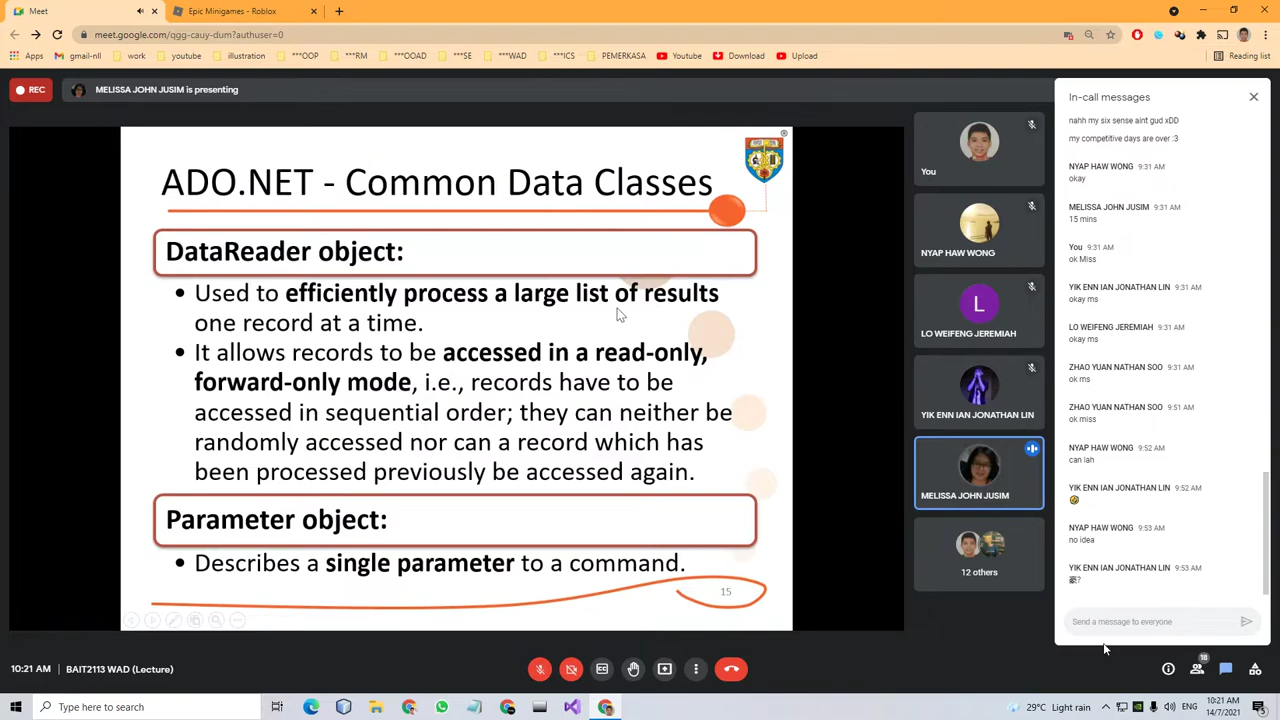 Meet
Epic Minigames - Roblox
meet.google.com/qgg-cauy-dum?authuser=0
Apps
gmail-nll
work
youtube
illustration
***OOP
***RM
***OOAD
***SE
***WAD
***ICS
PEMERKASA
Youtube
Download
Upload
Reading list
REC
MELISSA JOHN JUSIM is presenting
ADO.NET - Common Data Classes
DataReader object:
• Used to efficiently process a large list of results
one record at a time.
• It allows records to be accessed in a read-only,
forward-only mode, i.e., records have to be
accessed in sequential order; they can neither be
randomly accessed nor can a record which has
been processed previously be accessed again.
Parameter object:
• Describes a single parameter to a command.
15
You
NYAP HAW WONG
L
LO WEIFENG JEREMIAH
YIK ENN IAN JONATHAN LIN
MELISSA JOHN JUSIM
12 others
In-call messages
nahh my six sense aint gud xDD
my competitive days are over :3
NYAP HAW WONG 9:31 AM
okay
MELISSA JOHN JUSIM 9:31 AM
15 mins
You 9:31 AM
ok Miss
YIK ENN IAN JONATHAN LIN 9:31 AM
okay ms
LO WEIFENG JEREMIAH 9:31 AM
okay ms
ZHAO YUAN NATHAN SOO 9:31 AM
ok ms
ZHAO YUAN NATHAN SOO 9:51 AM
ok miss
NYAP HAW WONG 9:52 AM
can lah
YIK ENN IAN JONATHAN LIN 9:52 AM
🤣
NYAP HAW WONG 9:53 AM
no idea
YIK ENN IAN JONATHAN LIN 9:53 AM
Send a message to everyone
10:21 AM
BAIT2113 WAD (Lecture)
18
Type here to search
29°C Light rain
ENG
10:21 AM
14/7/2021
5